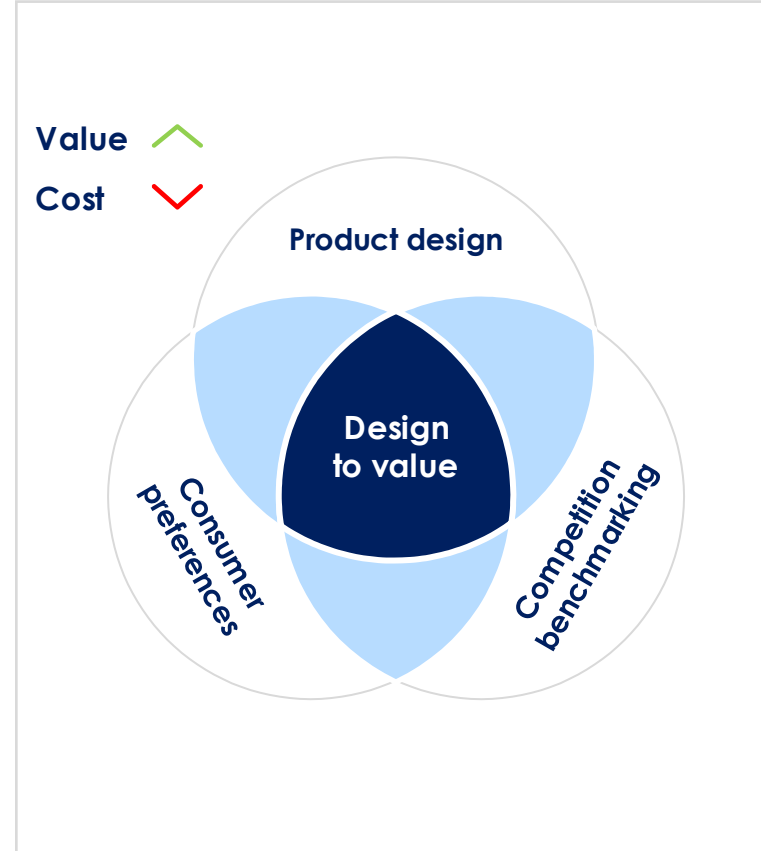 Value
Cost
Product design
Design
to value
Consumer
preferences
Competition
benchmarking